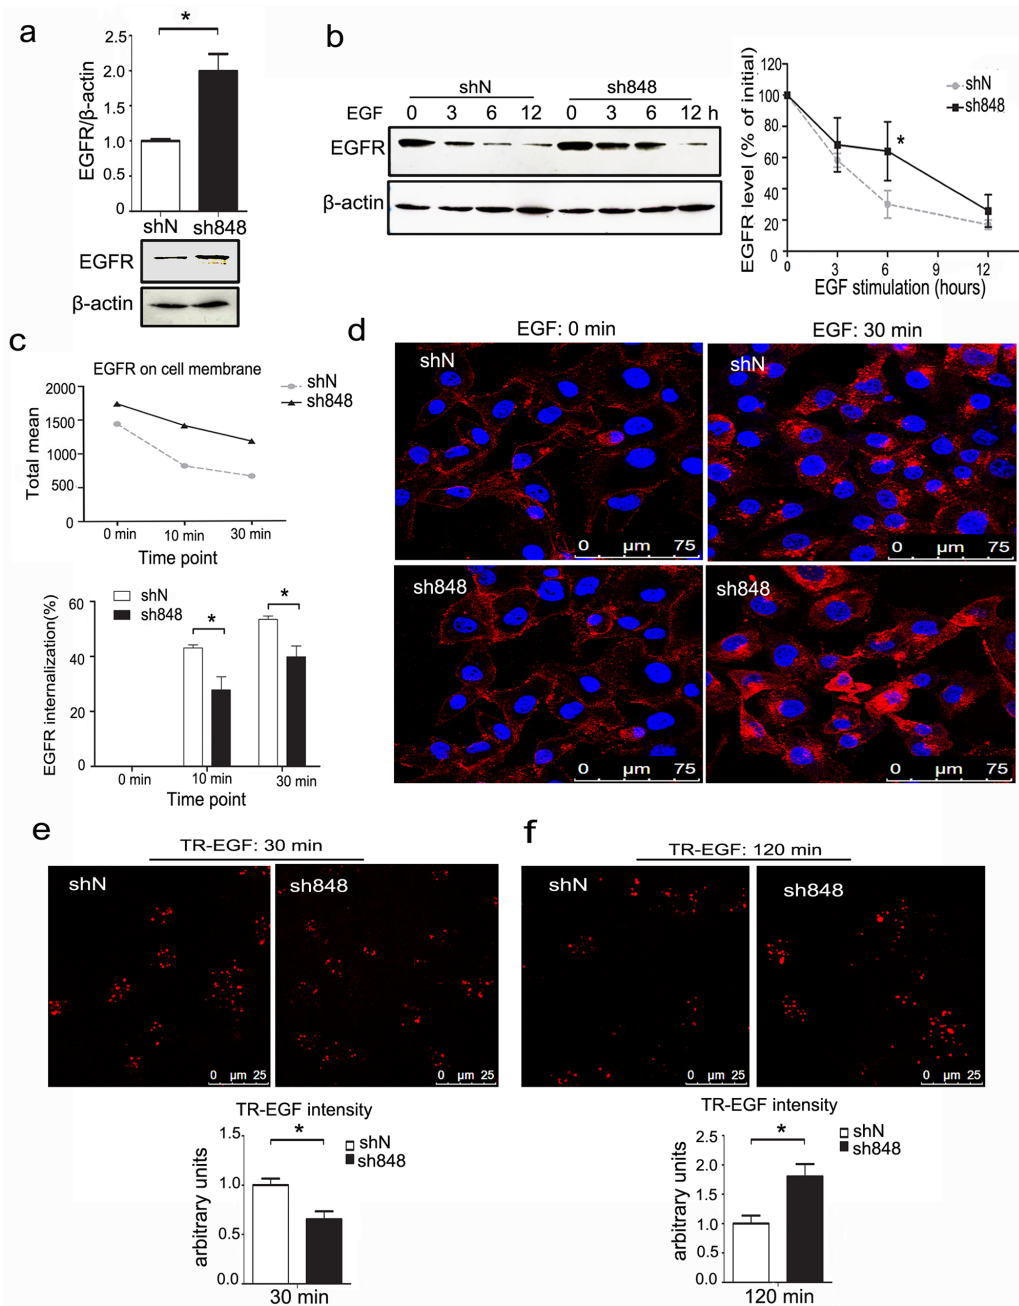 a
*
EGFR/β-actin
2.5
2.0
1.5
1.0
0.5
0
shN sh848
EGFR
β-actin
b
shN sh848
EGF 0 3 6 12 0 3 6 12 h
EGFR
β-actin
EGFR level (% of initial)
120
100
80
60
40
20
0
shN
sh848
*
0 3 6 9 12
EGF stimulation (hours)
c
EGFR on cell membrane
shN
sh848
Total mean
2000
1500
1000
500
0
0 min 10 min 30 min
Time point
shN
sh848
EGFR internalization(%)
60
40
20
0
* *
0 min 10 min 30 min
Time point
d
EGF: 0 min EGF: 30 min
shN shN
0 µm 75 0 µm 75
sh848 sh848
0 µm 75 0 µm 75
e
TR-EGF: 30 min
shN sh848
0 µm 25 0 µm 25
TR-EGF intensity
arbitrary units
1.5
1.0
0.5
0.0
*
shN
sh848
30 min
f
TR-EGF: 120 min
shN sh848
0 µm 25 0 µm 25
TR-EGF intensity
arbitrary units
2.5
2.0
1.5
1.0
0.5
0.0
*
shN
sh848
120 min